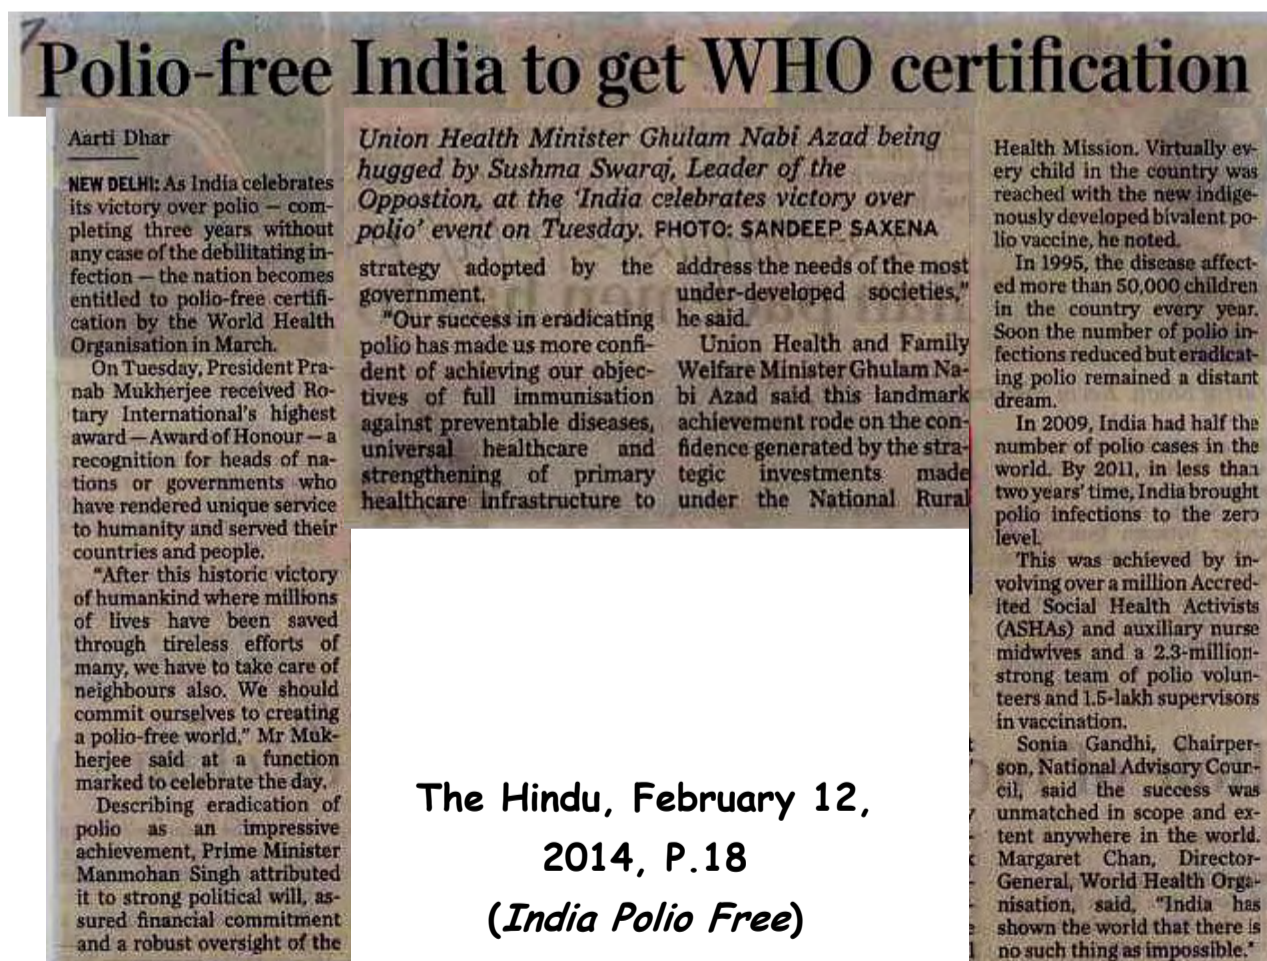 Polio-free India to get WHO certification
Aarti Dhar
NEW DELHI: As India celebrates
its victory over polio — com-
pleting three years without
any case of the debilitating in-
fection — the nation becomes
entitled to polio-free certifi-
cation by the World Health
Organisation in March.
On Tuesday, President Pra-
nab Mukherjee received Ro-
tary International's highest
award — Award of Honour — a
recognition for heads of na-
tions or governments who
have rendered unique service
to humanity and served their
countries and people.
"After this historic victory
of humankind where millions
of lives have been saved
through tireless efforts of
many, we have to take care of
neighbours also. We should
commit ourselves to creating
a polio-free world," Mr Muk-
herjee said at a function
marked to celebrate the day.
Describing eradication of
polio as an impressive
achievement, Prime Minister
Manmohan Singh attributed
it to strong political will, as-
sured financial commitment
and a robust oversight of the
Union Health Minister Ghulam Nabi Azad being
hugged by Sushma Swaraj, Leader of the
Oppostion, at the 'India celebrates victory over
polio' event on Tuesday. PHOTO: SANDEEP SAXENA
strategy adopted by the
government.
"Our success in eradicating
polio has made us more confi-
dent of achieving our objec-
tives of full immunisation
against preventable diseases,
universal healthcare and
strengthening of primary
healthcare infrastructure to
address the needs of the most
under-developed societies,"
he said.
Union Health and Family
Welfare Minister Ghulam Na-
bi Azad said this landmark
achievement rode on the con-
fidence generated by the stra-
tegic investments made
under the National Rural
Health Mission. Virtually ev-
ery child in the country was
reached with the new indige-
nously developed bivalent po-
lio vaccine, he noted.
In 1995, the disease affect-
ed more than 50,000 children
in the country every year.
Soon the number of polio in-
fections reduced but eradicat-
ing polio remained a distant
dream.
In 2009, India had half the
number of polio cases in the
world. By 2011, in less than
two years' time, India brought
polio infections to the zero
level.
This was achieved by in-
volving over a million Accred-
ited Social Health Activists
(ASHAs) and auxiliary nurse
midwives and a 2.3-million-
strong team of polio volun-
teers and 1.5-lakh supervisors
in vaccination.
Sonia Gandhi, Chairper-
son, National Advisory Coun-
cil, said the success was
unmatched in scope and ex-
tent anywhere in the world.
Margaret Chan, Director-
General, World Health Orga-
nisation, said, "India has
shown the world that there is
no such thing as impossible."
The Hindu, February 12,
2014, P.18
(India Polio Free)